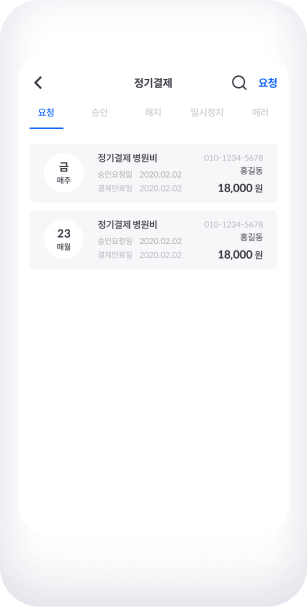 정기결제 요청
요청 승인 해지 일시정지 에러
금 매주
정기결제 병원비 010-1234-5678
승인요청일 2020.02.02 홍길동
결제만료일 2020.02.02 18,000 원
23 매월
정기결제 병원비 010-1234-5678
승인요청일 2020.02.02 홍길동
결제만료일 2020.02.02 18,000 원